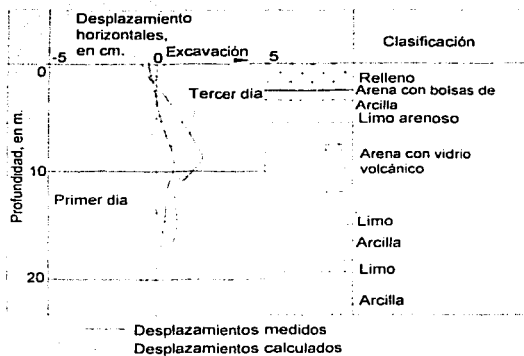 Desplazamiento
horizontales,
en cm.
-5
0
Excavación
5
Clasificación
0
Relleno
Tercer día
Arena con bolsas de
Arcilla
Limo arenoso
Arena con vidrio
volcánico
10
Primer dia
Profundidad, en m.
Limo
Arcilla
20
Limo
Arcilla
Desplazamientos medidos
Desplazamientos calculados